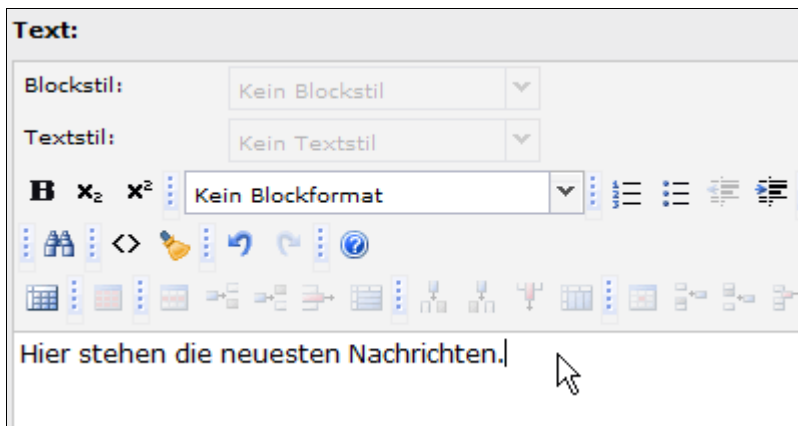 Text:
Blockstil: Kein Blockstil
Textstil: Kein Textstil
B x₂ x² Kein Blockformat
Hier stehen die neuesten Nachrichten.